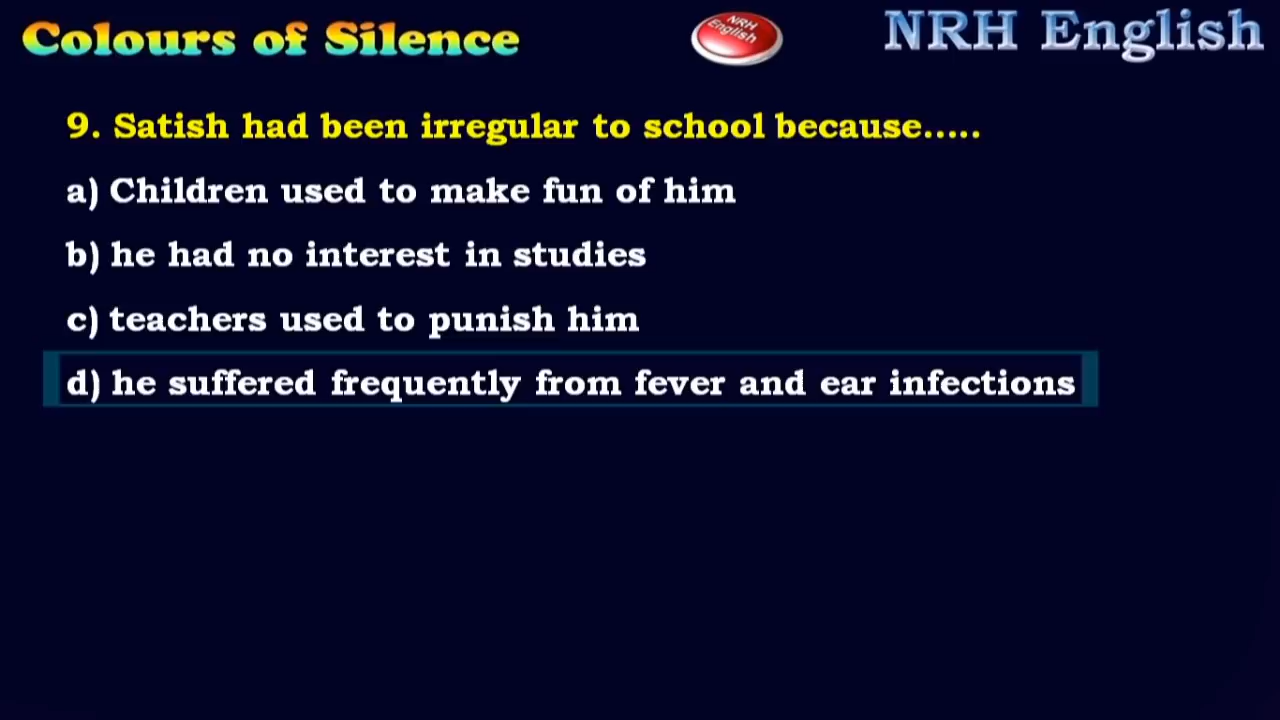 Colours of Silence
NRH English
NRH English
9. Satish had been irregular to school because.....
a) Children used to make fun of him
b) he had no interest in studies
c) teachers used to punish him
d) he suffered frequently from fever and ear infections